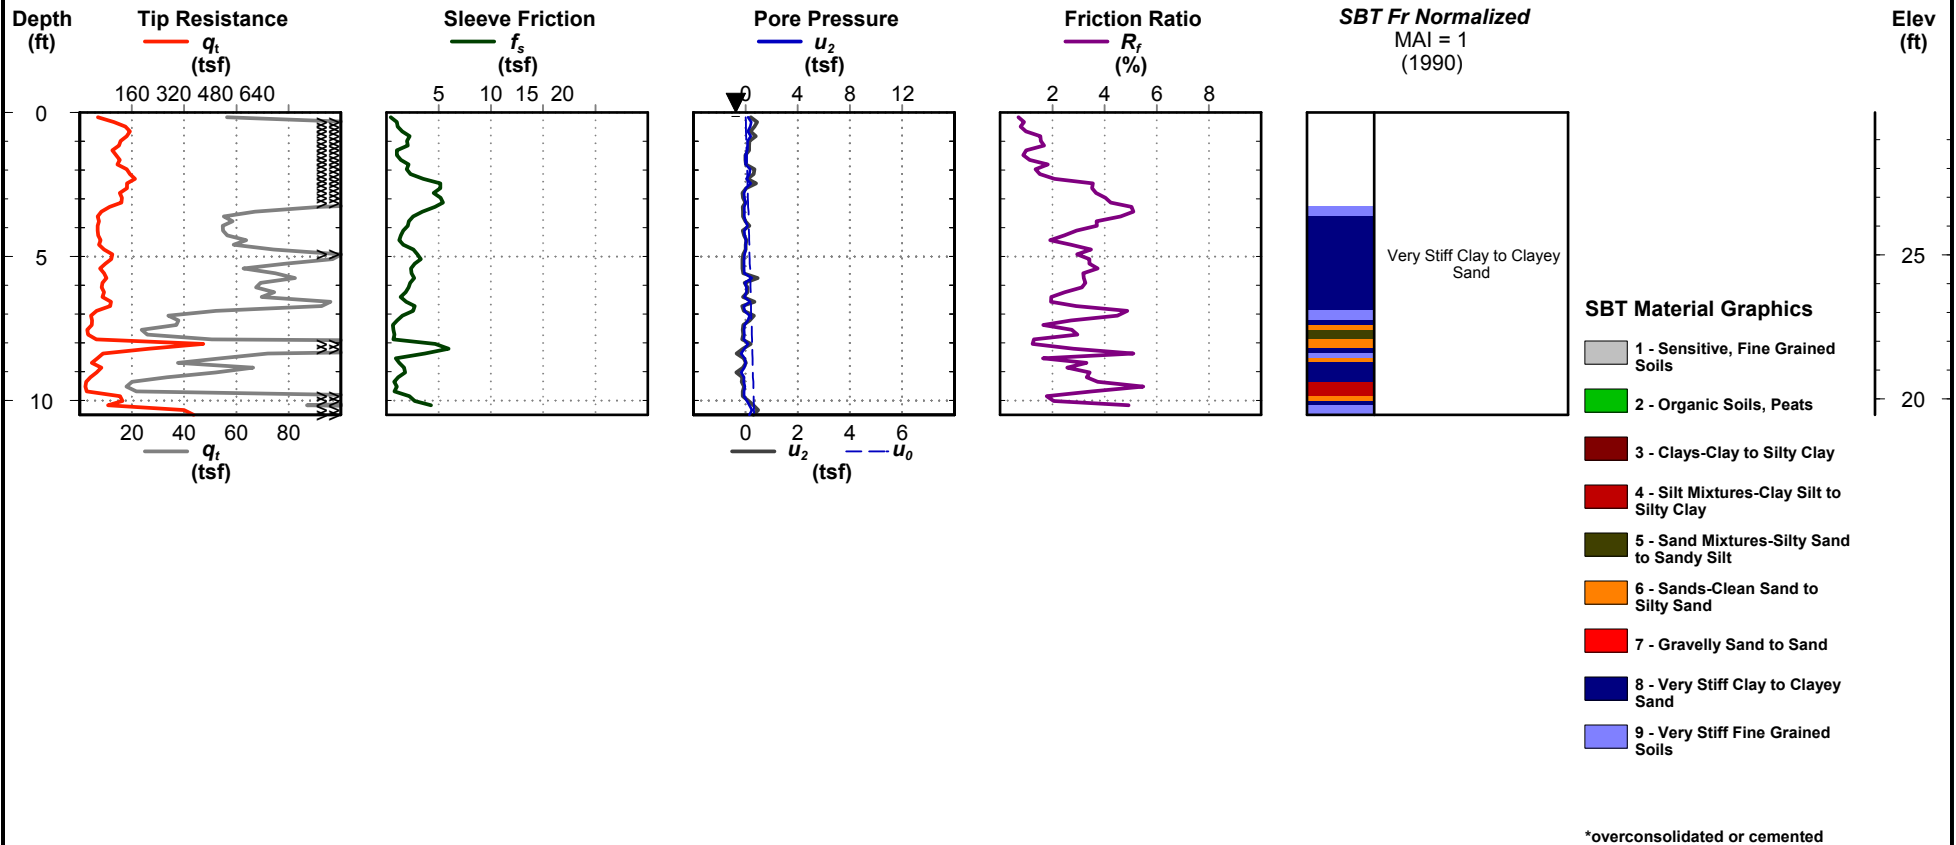 Depth
(ft)
Tip Resistance
qt
(tsf)
160 320 480 640
Sleeve Friction
fs
(tsf)
5 10 15 20
Pore Pressure
u2
(tsf)
0 4 8 12
Friction Ratio
Rf
(%)
2 4 6 8
SBT Fr Normalized
MAI = 1
(1990)
Elev
(ft)
0
5
10
>>
>>
>>
>>
20 40 60 80
qt
(tsf)
0 2 4 6
u2 u0
(tsf)
Very Stiff Clay to Clayey
Sand
25
20
SBT Material Graphics
1 - Sensitive, Fine Grained
Soils
2 - Organic Soils, Peats
3 - Clays-Clay to Silty Clay
4 - Silt Mixtures-Clay Silt to
Silty Clay
5 - Sand Mixtures-Silty Sand
to Sandy Silt
6 - Sands-Clean Sand to
Silty Sand
7 - Gravelly Sand to Sand
8 - Very Stiff Clay to Clayey
Sand
9 - Very Stiff Fine Grained
Soils
*overconsolidated or cemented